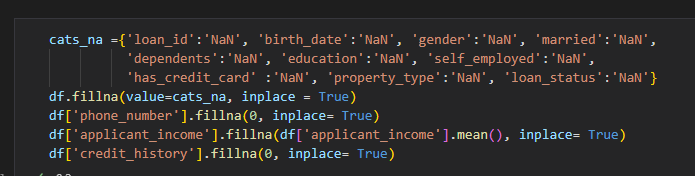 cats_na ={'loan_id':'NaN', 'birth_date':'NaN', 'gender':'NaN', 'married':'NaN',
'dependents':'NaN', 'education':'NaN', 'self_employed':'NaN',
'has_credit_card' :'NaN', 'property_type':'NaN', 'loan_status':'NaN'}
df.fillna(value=cats_na, inplace = True)
df['phone_number'].fillna(0, inplace= True)
df['applicant_income'].fillna(df['applicant_income'].mean(), inplace= True)
df['credit_history'].fillna(0, inplace= True)